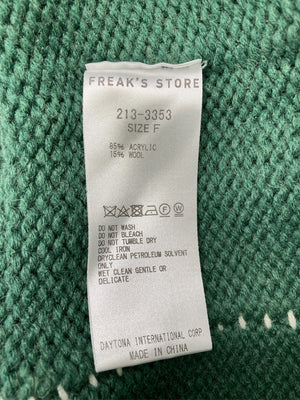 FREAK'S STORE
213-3353
SIZE F
85% ACRYLIC
15% WOOL
DO NOT WASH
DO NOT BLEACH
DO NOT TUMBLE DRY
COOL IRON
DRYCLEAN PETROLEUM SOLVENT
ONLY
WET CLEAN GENTLE OR
DELICATE
DAYTONA INTERNATIONAL CORP
MADE IN CHINA